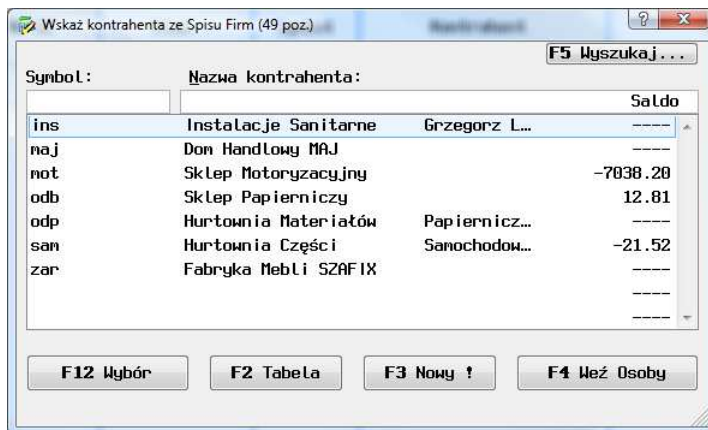 Wskaż kontrahenta ze Spisu Firm (49 poz.)
F5 Wyszukaj...
Symbol: Nazwa kontrahenta:
Saldo
ins Instalacje Sanitarne Grzegorz L… ----
maj Dom Handlowy MAJ ----
mot Sklep Motoryzacyjny -7038.20
odb Sklep Papierniczy 12.81
odp Hurtownia Materiałów Papiernicz… ----
sam Hurtownia Części Samochodow… -21.52
zar Fabryka Mebli SZAFIX ----
----
----
F12 Wybór F2 Tabela F3 Nowy ! F4 Weź Osoby